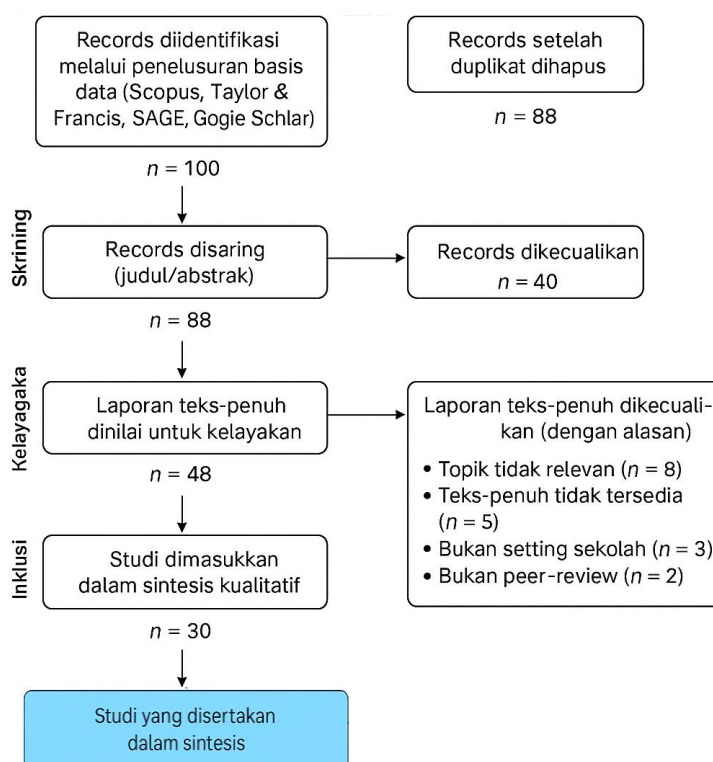 Records diidentifikasi
melalui penelusuran basis
data (Scopus, Taylor &
Francis, SAGE, Gogie Schlar)
n = 100
Records setelah
duplikat dihapus
n = 88
Skrining
Records disaring
(judul/abstrak)
n = 88
Records dikecualikan
n = 40
Kelayagaka
Laporan teks-penuh
dinilai untuk kelayakan
n = 48
Laporan teks-penuh dikecuali-
kan (dengan alasan)
• Topik tidak relevan (n = 8)
• Teks-penuh tidak tersedia
(n = 5)
• Bukan setting sekolah (n = 3)
• Bukan peer-review (n = 2)
Inklusi
Studi dimasukkan
dalam sintesis kualitatif
n = 30
Studi yang disertakan
dalam sintesis